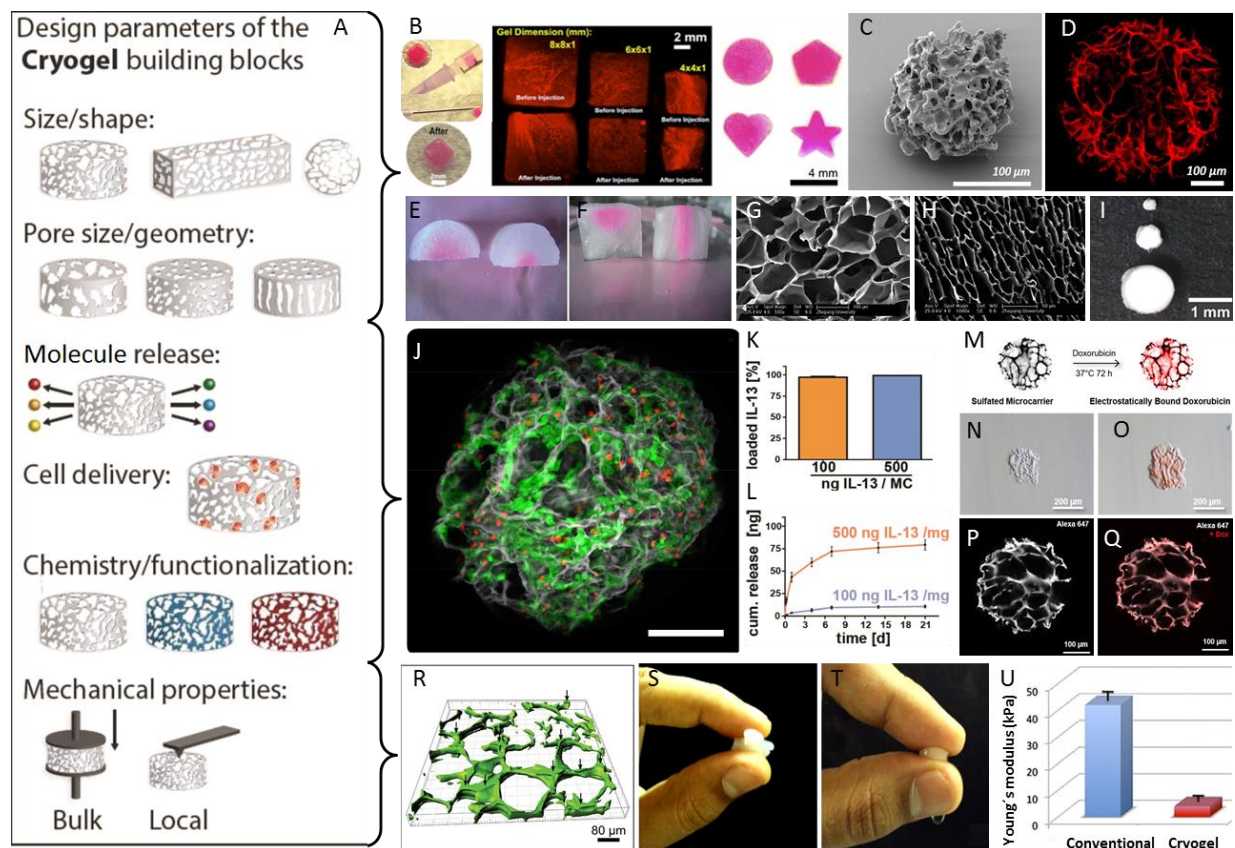 Design parameters of the
Cryogel building blocks
A
Size/shape:
Pore size/geometry:
Molecule release:
Cell delivery:
Chemistry/functionalization:
Mechanical properties:
Bulk
Local
B
After
2mm
Gel Dimension (mm):
8x8x1
6x6x1
4x4x1
2 mm
Before Injection
Before Injection
Before Injection
After Injection
After Injection
After Injection
4 mm
C
100 µm
D
100 µm
E
F
G
H
I
1 mm
J
K
loaded IL-13 [%]
100
75
50
25
0
100
500
ng IL-13 / MC
L
cum. release [ng]
100
75
50
25
0
500 ng IL-13 /mg
100 ng IL-13 /mg
0
4
7
14
21
time [d]
M
Doxorubicin
37°C 72 h
Sulfated Microcarrier
Electrostatically Bound Doxorubicin
N
200 µm
O
200 µm
P
Alexa 647
100 µm
Q
Alexa 647
+ Dox
100 µm
R
80 µm
S
T
U
Young´s modulus (kPa)
50
40
30
20
10
0
Conventional
Cryogel